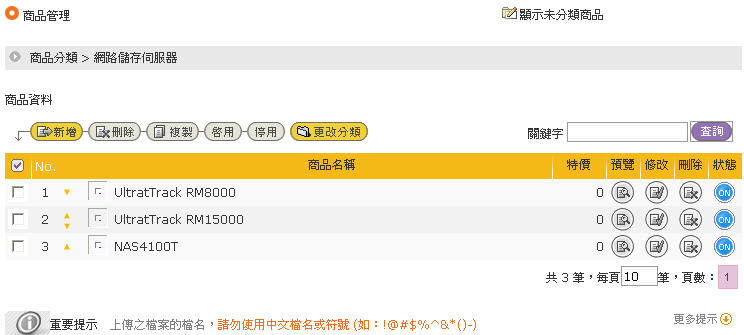 商品管理 顯示未分類商品
商品分類 > 網路儲存伺服器
商品資料
新增 刪除 複製 啓用 停用 更改分類 關鍵字 查詢
No. 商品名稱 特價 預覽 修改 刪除 狀態
1 UltratTrack RM8000 0 ON
2 UltratTrack RM15000 0 ON
3 NAS4100T 0 ON
共 3 筆，每頁 10 筆，頁數： 1
重要提示 上傳之檔案的檔名，請勿使用中文檔名或符號 (如：!@#$%^&*()-) 更多提示